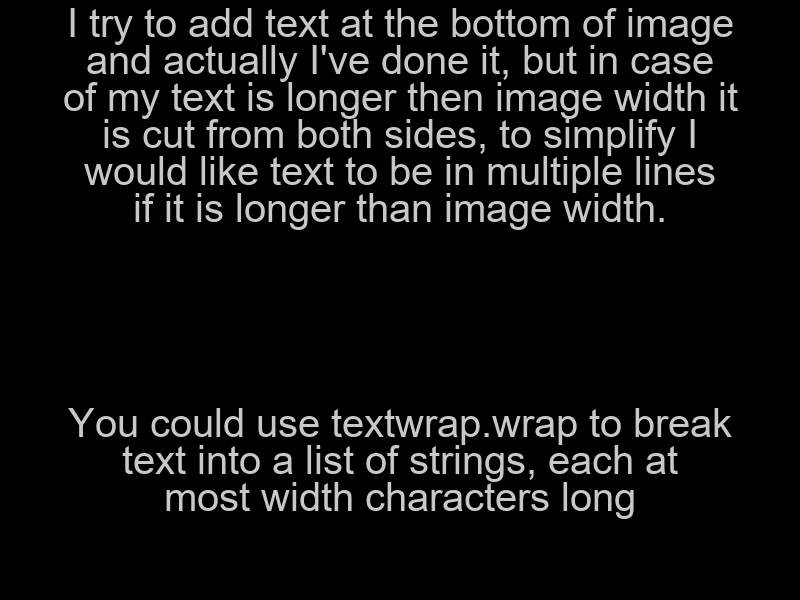 I try to add text at the bottom of image
and actually I've done it, but in case
of my text is longer then image width it
is cut from both sides, to simplify I
would like text to be in multiple lines
if it is longer than image width.
You could use textwrap.wrap to break
text into a list of strings, each at
most width characters long